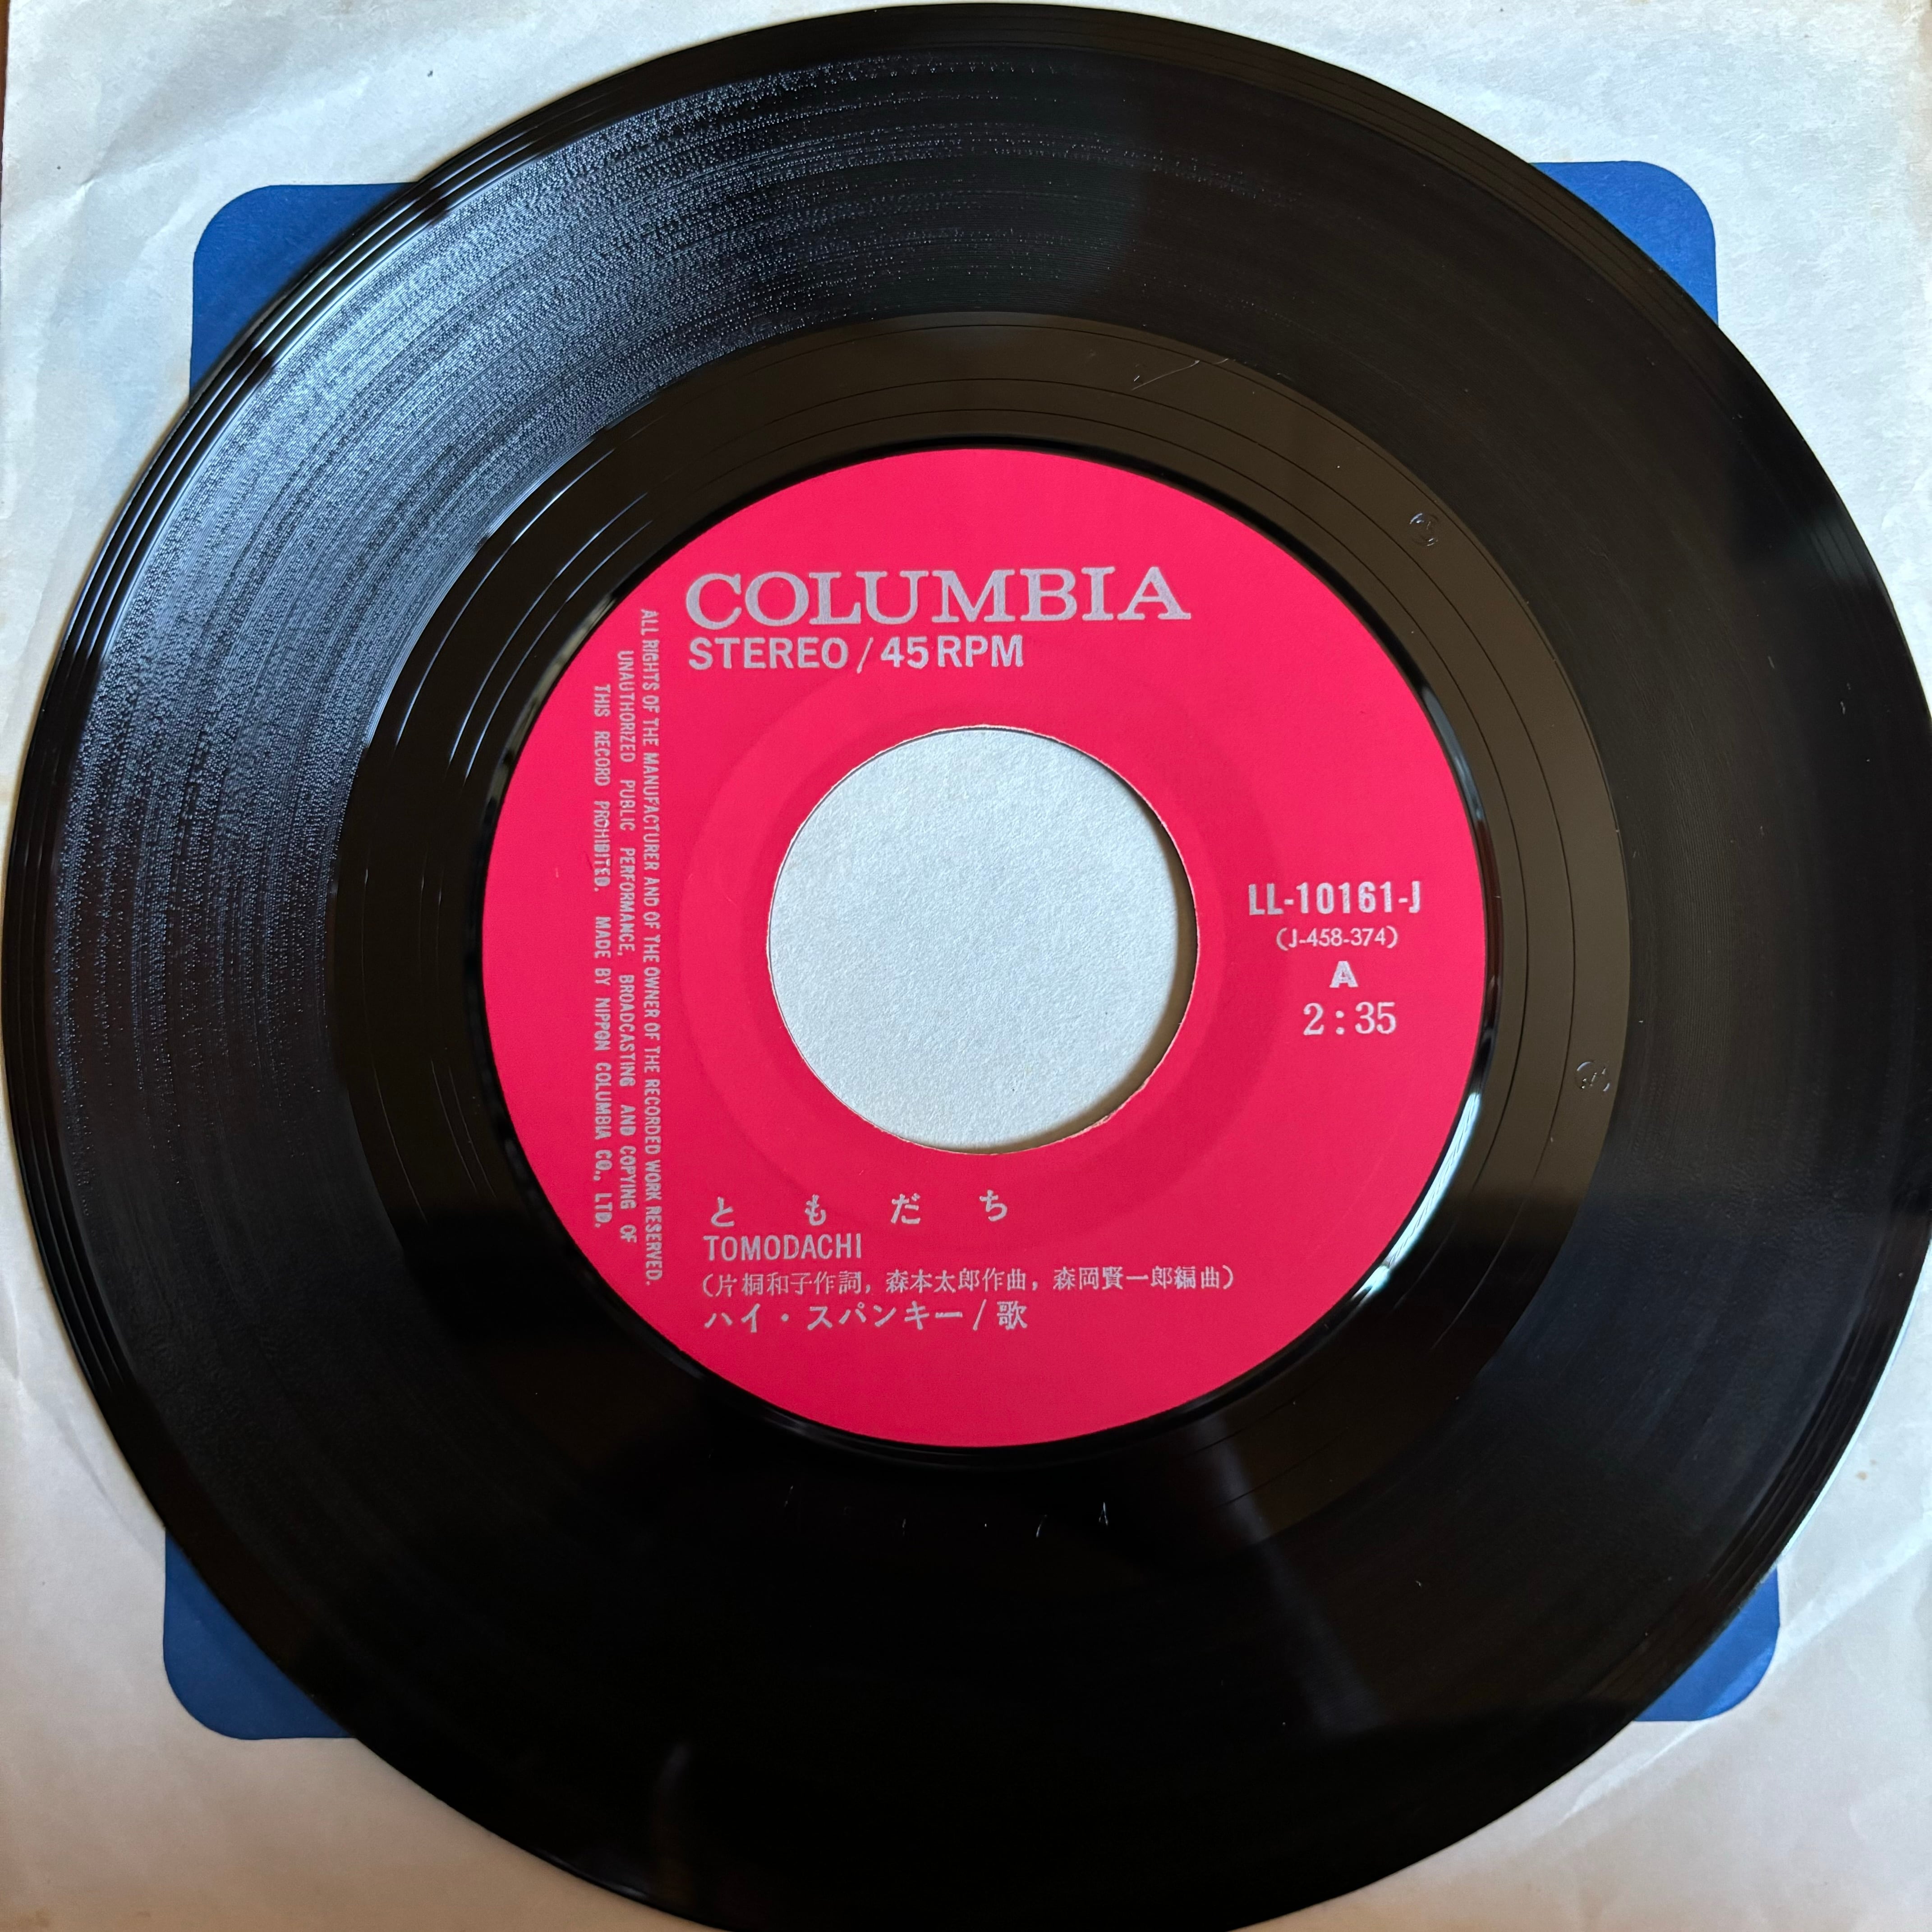 COLUMBIA
STEREO / 45 RPM
ALL RIGHTS OF THE MANUFACTURER AND OF THE OWNER OF THE RECORDED WORK RESERVED.
UNAUTHORIZED PUBLIC PERFORMANCE, BROADCASTING AND COPYING OF
THIS RECORD PROHIBITED. MADE BY NIPPON COLUMBIA CO., LTD.
LL-10161-J
(J-458-374)
A
2:35
ともだち
TOMODACHI
(片桐和子作詞, 森本太郎作曲, 森岡賢一郎編曲)
ハイ・スパンキー/歌